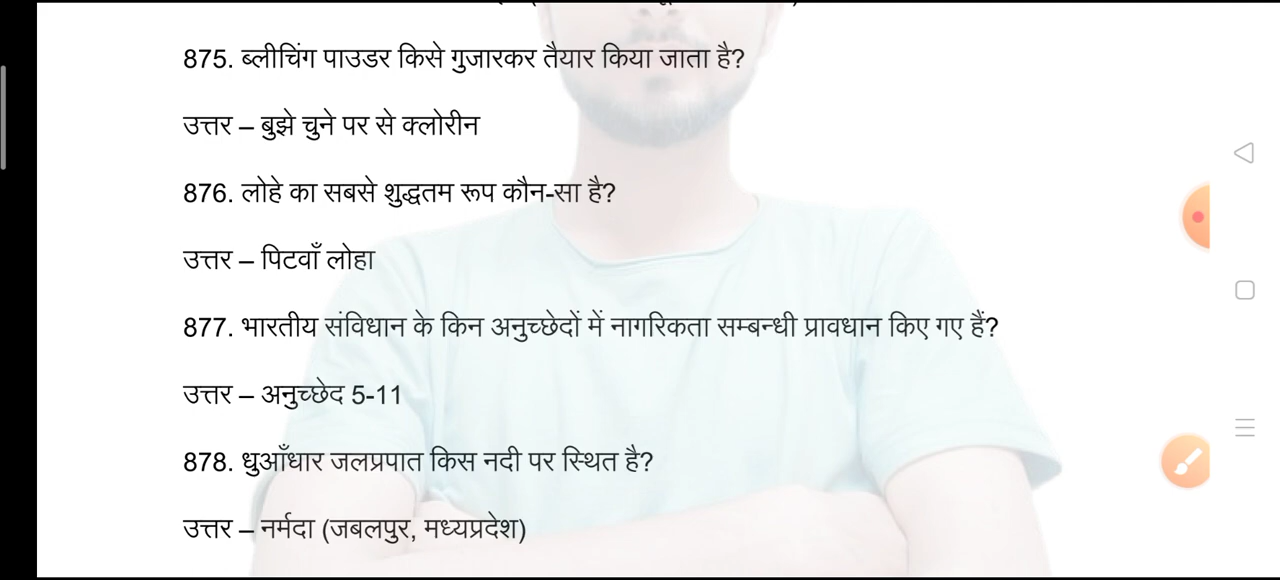 875. ब्लीचिंग पाउडर किसे गुजारकर तैयार किया जाता है?
उत्तर – बुझे चुने पर से क्लोरीन
876. लोहे का सबसे शुद्धतम रूप कौन-सा है?
उत्तर – पिटवाँ लोहा
877. भारतीय संविधान के किन अनुच्छेदों में नागरिकता सम्बन्धी प्रावधान किए गए हैं?
उत्तर – अनुच्छेद 5-11
878. धुआँधार जलप्रपात किस नदी पर स्थित है?
उत्तर – नर्मदा (जबलपुर, मध्यप्रदेश)